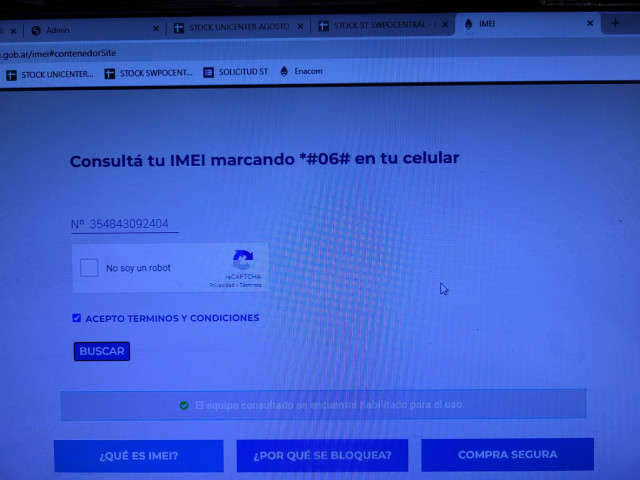 Admin
STOCK UNICENTER AGOSTO
STOCK ST SWPOCENTRAL -
IMEI
.gob.ar/imei#contenedorSite
STOCK UNICENTER...
STOCK SWPOCENT...
SOLICITUD ST
Enacom
Consultá tu IMEI marcando *#06# en tu celular
Nº 354843092404
No soy un robot
reCAPTCHA
Privacidad - Términos
ACEPTO TERMINOS Y CONDICIONES
BUSCAR
El equipo consultado se encuentra habilitado para el uso.
¿QUÉ ES IMEI?
¿POR QUÉ SE BLOQUEA?
COMPRA SEGURA